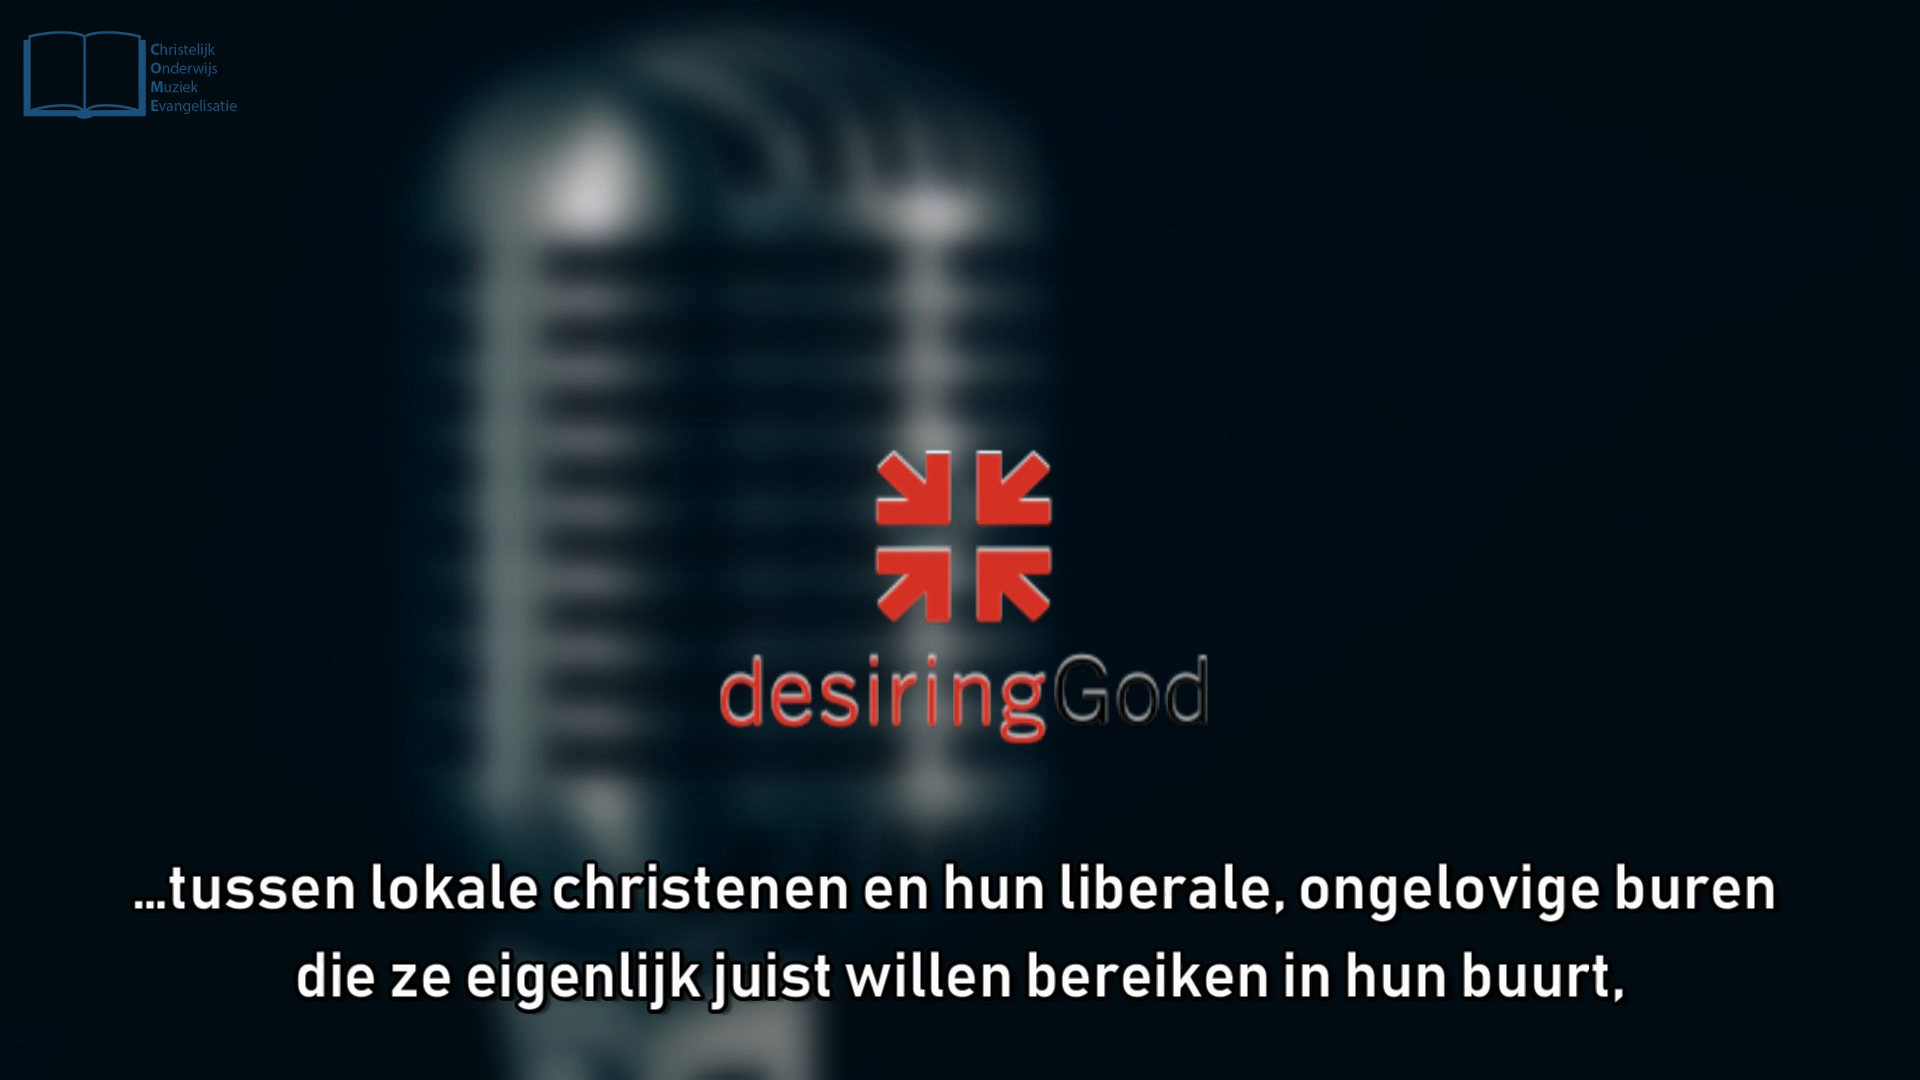 Christelijk
Onderwijs
Muziek
Evangelisatie
desiringGod
...tussen lokale christenen en hun liberale, ongelovige buren
die ze eigenlijk juist willen bereiken in hun buurt,